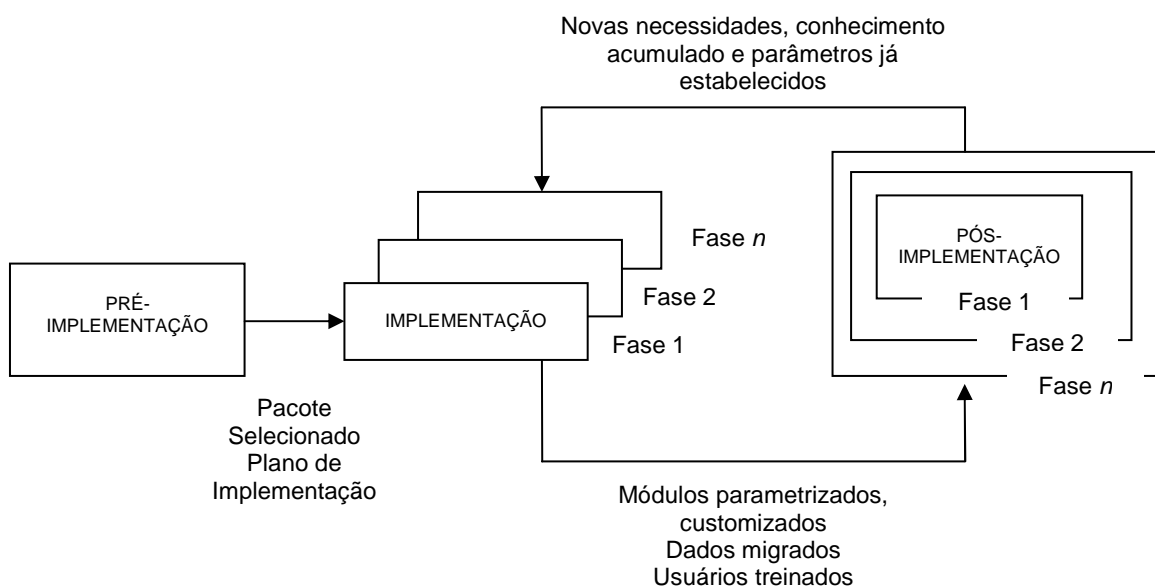 Novas necessidades, conhecimento
acumulado e parâmetros já
estabelecidos
PRÉ-
IMPLEMENTAÇÃO
Pacote
Selecionado
Plano de
Implementação
IMPLEMENTAÇÃO
Fase 1
Fase 2
Fase n
PÓS-
IMPLEMENTAÇÃO
Fase 1
Fase 2
Fase n
Módulos parametrizados,
customizados
Dados migrados
Usuários treinados